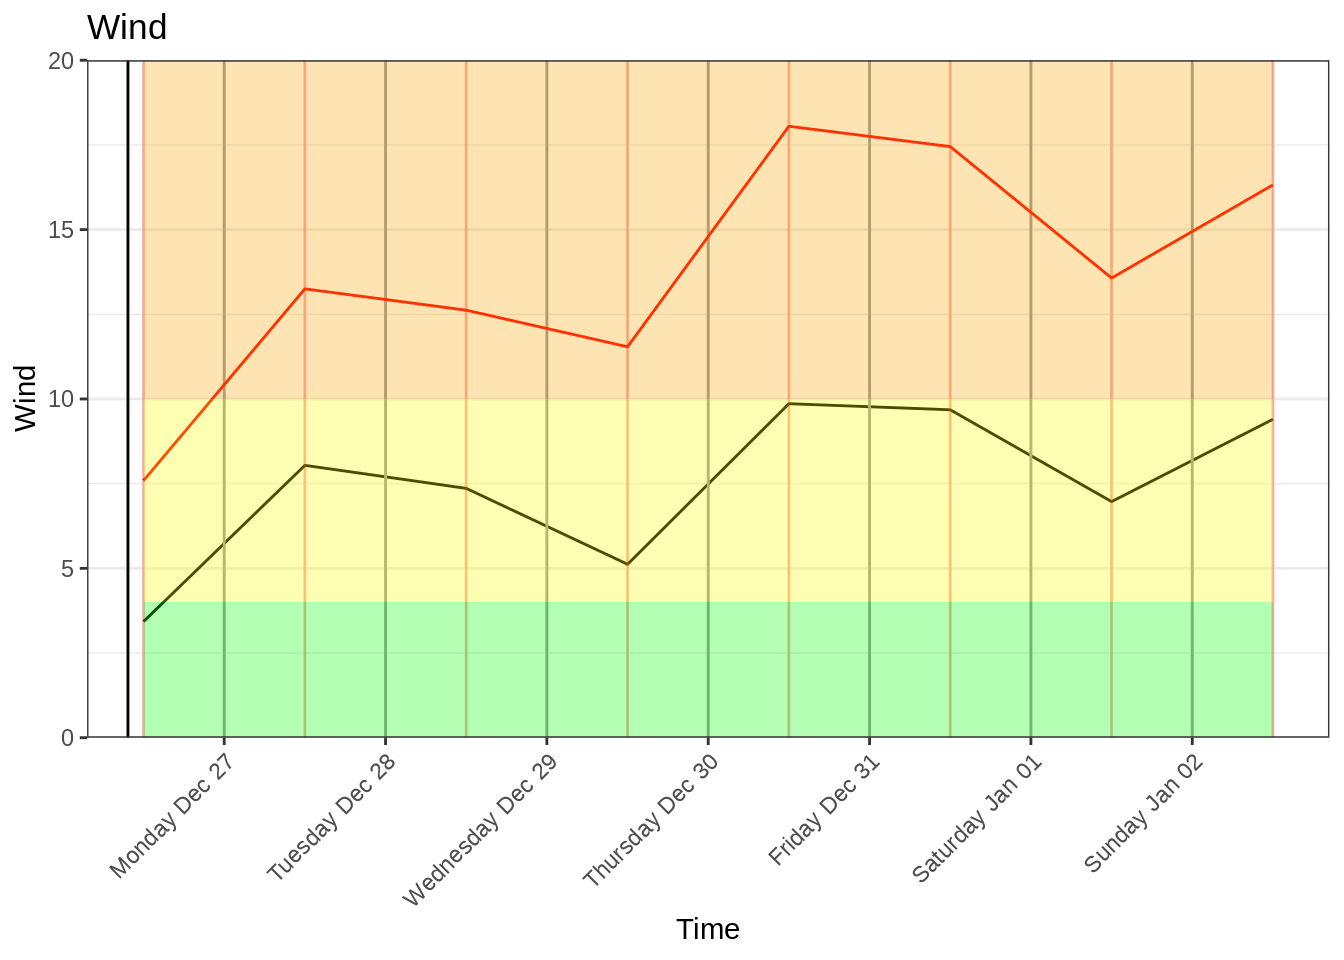 Wind
20
15
10
5
0
Wind
Monday Dec 27
Tuesday Dec 28
Wednesday Dec 29
Thursday Dec 30
Friday Dec 31
Saturday Jan 01
Sunday Jan 02
Time